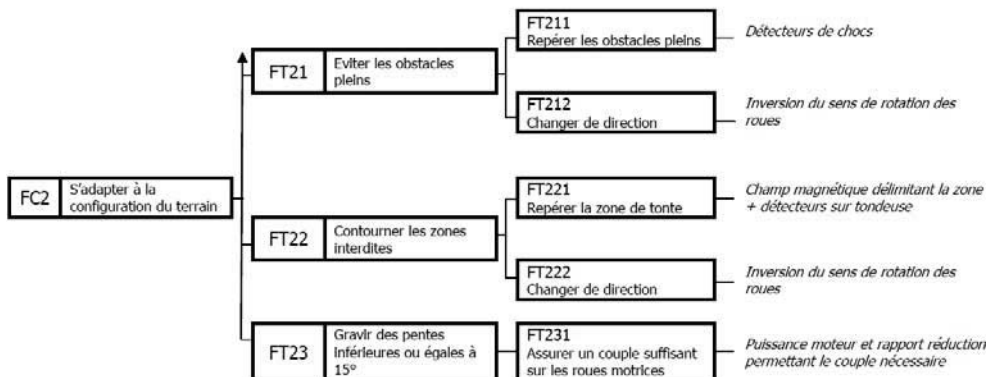 FT211
Repérer les obstacles pleins
Détecteurs de chocs
FT21
Eviter les obstacles
pleins
FT212
Changer de direction
Inversion du sens de rotation des
roues
FC2
S'adapter à la
configuration du terrain
FT221
Repérer la zone de tonte
Champ magnétique délimitant la zone
+ détecteurs sur tondeuse
FT22
Contourner les zones
interdites
FT222
Changer de direction
Inversion du sens de rotation des
roues
FT23
Gravir des pentes
Inférieures ou égales à
15°
FT231
Assurer un couple suffisant
sur les roues motrices
Puissance moteur et rapport réduction
permettant le couple nécessaire